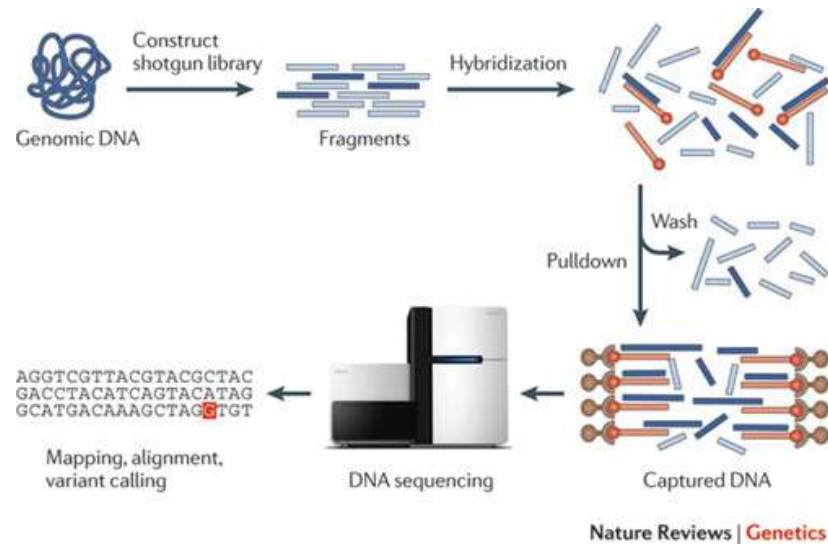 Construct
shotgun library
Hybridization
Genomic DNA
Fragments
Wash
Pulldown
AGGTCGTTACGTACGCTAC
GACCTACATCAGTACATAG
GCATGACAAAGCTAGGTGT
Mapping, alignment,
variant calling
DNA sequencing
Captured DNA
Nature Reviews | Genetics